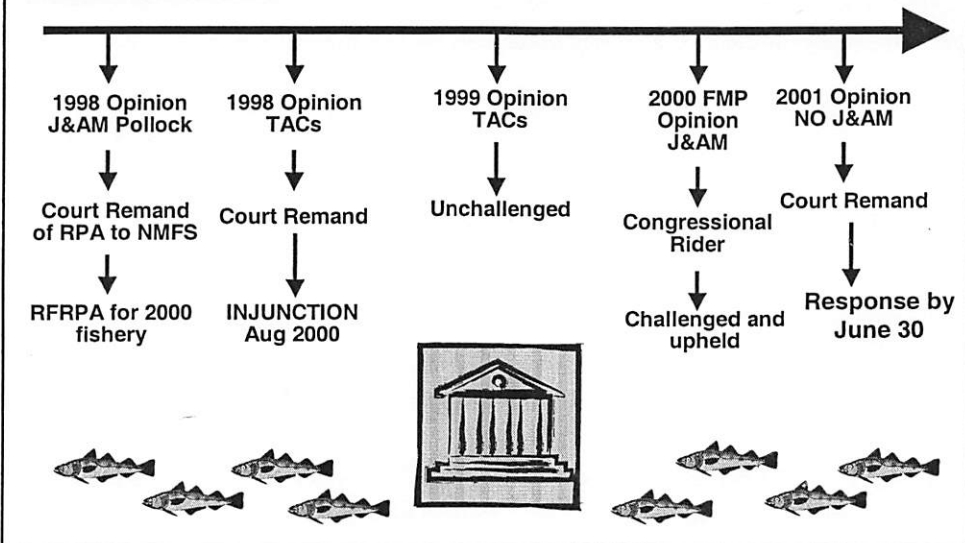 1998 Opinion
J&AM Pollock
Court Remand
of RPA to NMFS
RFRPA for 2000
fishery
1998 Opinion
TACs
Court Remand
INJUNCTION
Aug 2000
1999 Opinion
TACs
Unchallenged
2000 FMP
Opinion
J&AM
Congressional
Rider
Challenged and
upheld
2001 Opinion
NO J&AM
Court Remand
Response by
June 30